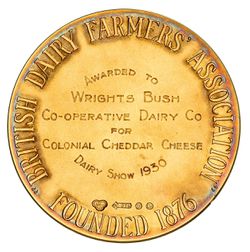 BRITISH DAIRY FARMERS' ASSOCIATION
AWARDED TO
WRIGHTS BUSH
CO-OPERATIVE DAIRY CO
FOR
COLONIAL CHEDDAR CHEESE
DAIRY SHOW 1930
FOUNDED 1876